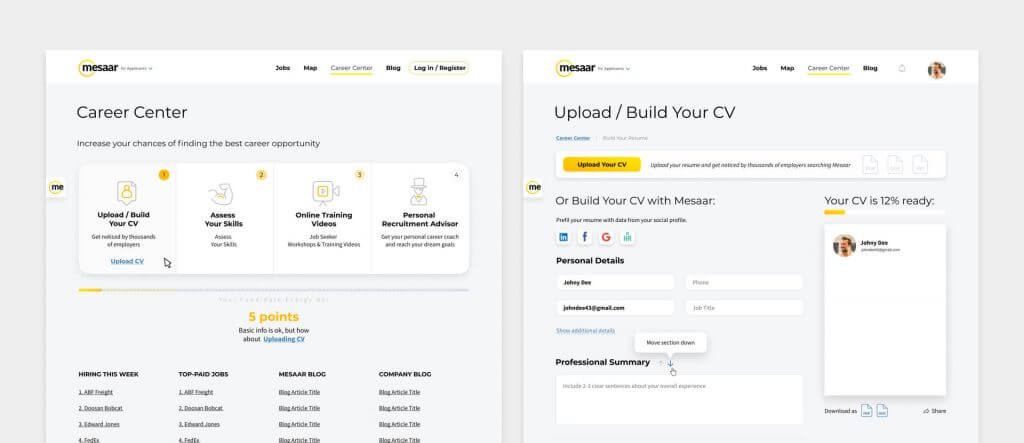 mesaar for Applicants
Jobs Map Career Center Blog Log in / Register
Career Center
Increase your chances of finding the best career opportunity
me
1
Upload / Build
Your CV
Get noticed by thousands
of employers
Upload CV
2
Assess
Your Skills
Assess
Your Skills
3
Online Training
Videos
Job Seeker
Workshops & Training Videos
4
Personal
Recruitment Advisor
Get your personal career coach
and reach your dream goals
Your Candidate Energy Bar
5 points
Basic info is ok, but how
about Uploading CV
HIRING THIS WEEK
1. ABF Freight
2. Doosan Bobcat
3. Edward Jones
4. FedEx
TOP-PAID JOBS
1. ABF Freight
2. Doosan Bobcat
3. Edward Jones
4. FedEx
MESAAR BLOG
Blog Article Title
Blog Article Title
Blog Article Title
Blog Article Title
COMPANY BLOG
Blog Article Title
Blog Article Title
Blog Article Title
Blog Article Title
mesaar for Applicants
Jobs Map Career Center Blog
Upload / Build Your CV
Career Center Build Your Resume
Upload Your CV Upload your resume and get noticed by thousands of employers searching Mesaar
me
Or Build Your CV with Mesaar:
Prefill your resume with data from your social profile.
Personal Details
Johny Dee
Phone
johndee43@gmail.com
Job Title
Show additional details
Move section down
Professional Summary
Include 2-3 clear sentences about your overall experience
Your CV is 12% ready:
Johny Dee
Download as
Share